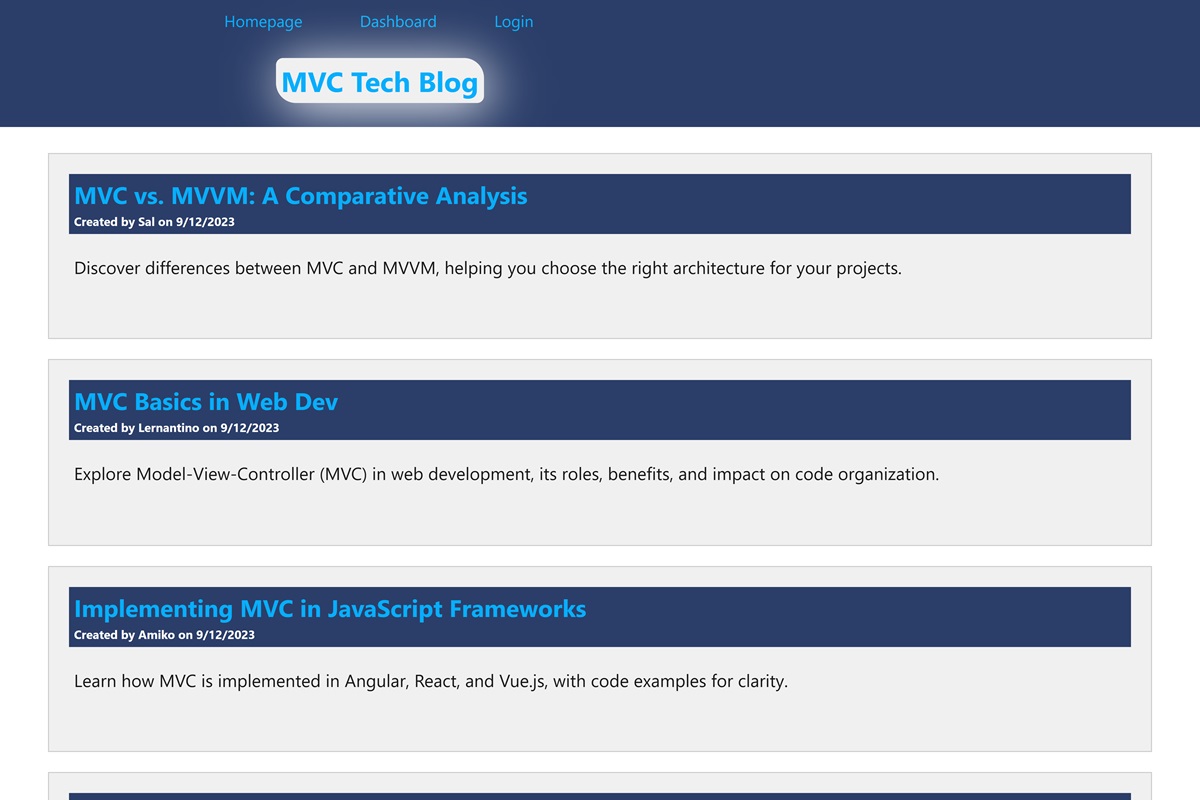 Homepage Dashboard Login
MVC Tech Blog
MVC vs. MVVM: A Comparative Analysis
Created by Sal on 9/12/2023
Discover differences between MVC and MVVM, helping you choose the right architecture for your projects.
MVC Basics in Web Dev
Created by Lernantino on 9/12/2023
Explore Model-View-Controller (MVC) in web development, its roles, benefits, and impact on code organization.
Implementing MVC in JavaScript Frameworks
Created by Amiko on 9/12/2023
Learn how MVC is implemented in Angular, React, and Vue.js, with code examples for clarity.